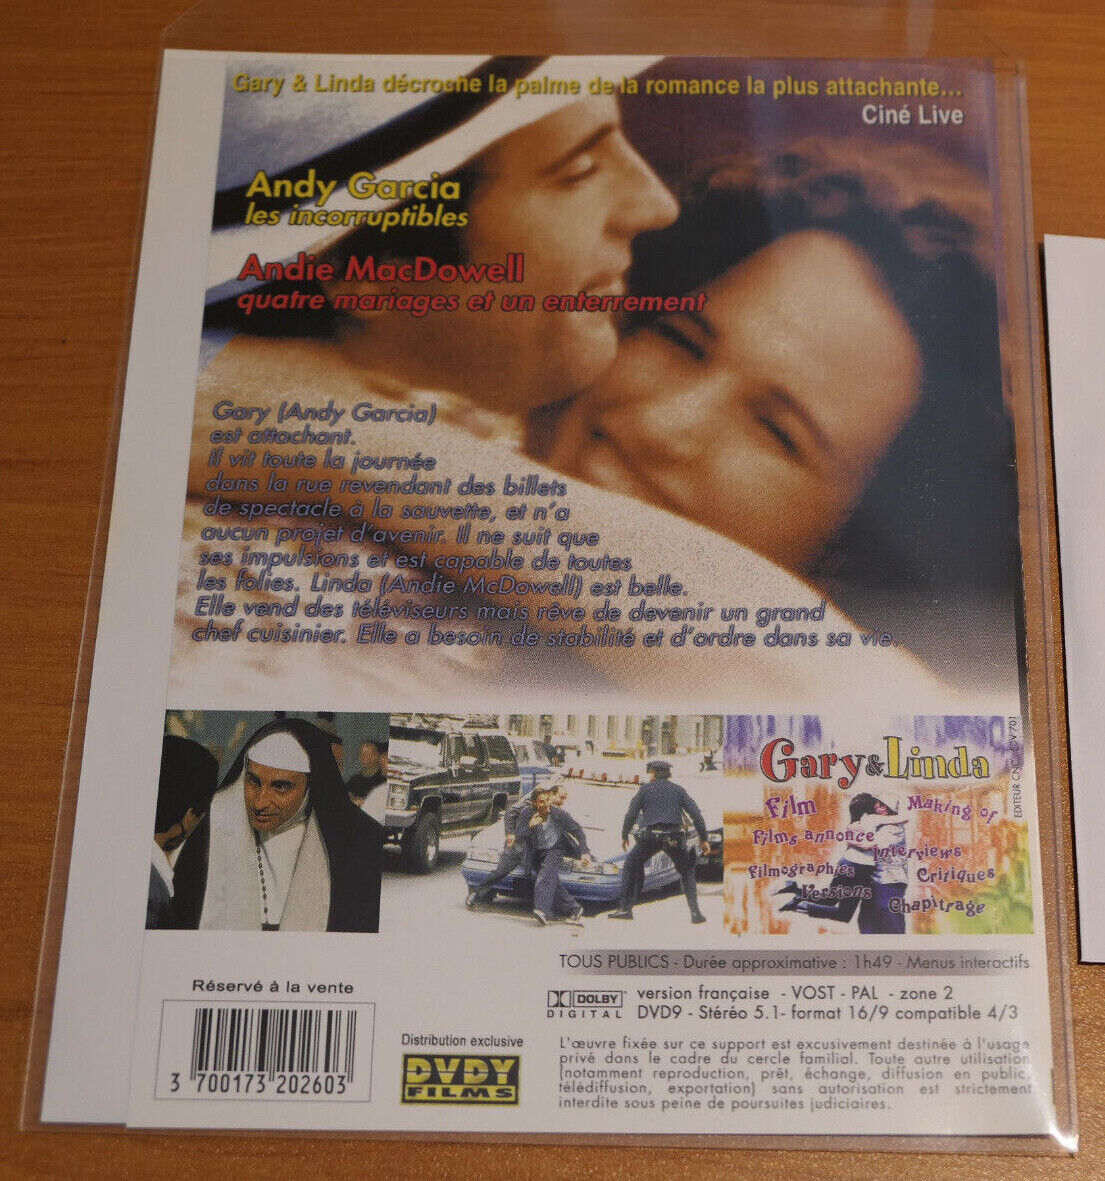 Gary & Linda décroche la palme de la romance la plus attachante...
Ciné Live
Andy Garcia
les incorruptibles
Andie MacDowell
quatre mariages et un enterrement
Gary (Andy Garcia)
est attachant.
Il vit toute la journée
dans la rue revendant des billets
de spectacle à la sauvette, et n'a
aucun projet d'avenir. Il ne suit que
ses impulsions et est capable de toutes
les folies. Linda (Andie McDowell) est belle.
Elle vend des téléviseurs mais rêve de devenir un grand
chef cuisinier. Elle a besoin de stabilité et d'ordre dans sa vie.
Gary & Linda
Film
Making of
Films annonce
Interviews
Filmographies
Critiques
Versions
Chapitrage
TOUS PUBLICS - Durée approximative : 1h49 - Menus interactifs
DOLBY
DIGITAL
version française - VOST - PAL - zone 2
DVD9 - Stéréo 5.1- format 16/9 compatible 4/3
Réservé à la vente
3 700173 202603
Distribution exclusive
DVDY
FILMS
L'œuvre fixée sur ce support est excusivement destinée à l'usage
privé dans le cadre du cercle familial. Toute autre utilisation
(notamment reproduction, prêt, échange, diffusion en public,
télédiffusion, exportation) sans autorisation est strictement
interdite sous peine de poursuites judiciaires.